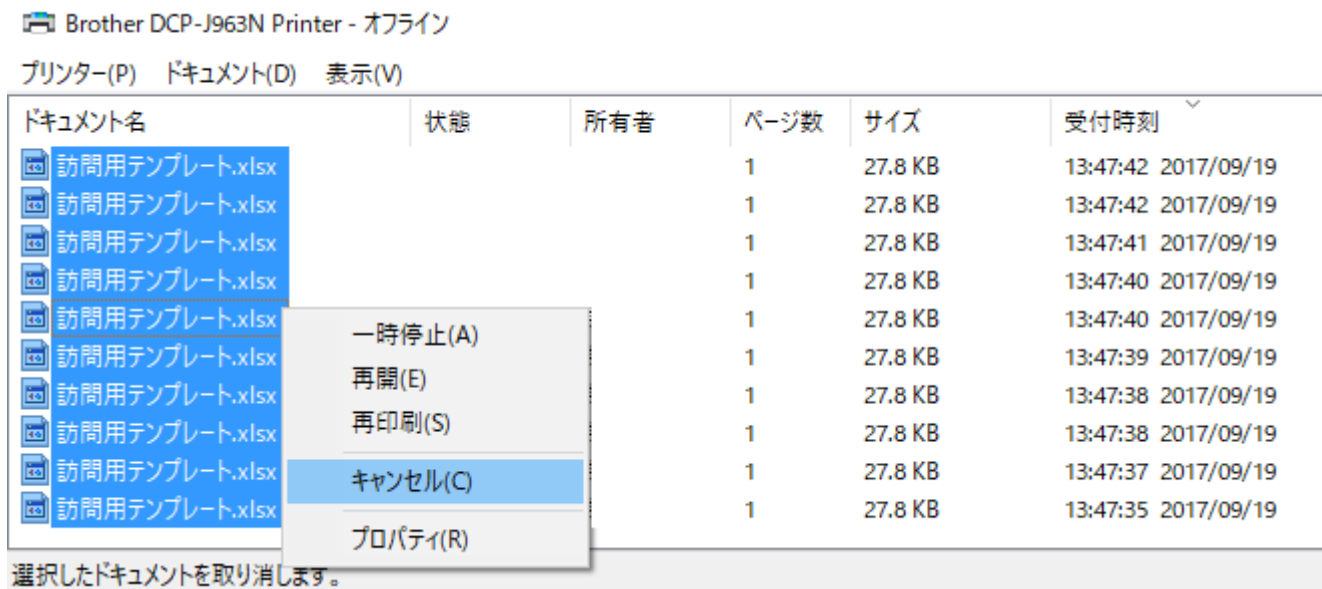 Brother DCP-J963N Printer - オフライン
プリンター(P) ドキュメント(D) 表示(V)
ドキュメント名 状態 所有者 ページ数 サイズ 受付時刻
訪問用テンプレート.xlsx 1 27.8 KB 13:47:42 2017/09/19
訪問用テンプレート.xlsx 1 27.8 KB 13:47:42 2017/09/19
訪問用テンプレート.xlsx 1 27.8 KB 13:47:41 2017/09/19
訪問用テンプレート.xlsx 1 27.8 KB 13:47:40 2017/09/19
訪問用テンプレート.xlsx 1 27.8 KB 13:47:40 2017/09/19
訪問用テンプレート.xlsx 1 27.8 KB 13:47:39 2017/09/19
訪問用テンプレート.xlsx 1 27.8 KB 13:47:38 2017/09/19
訪問用テンプレート.xlsx 1 27.8 KB 13:47:38 2017/09/19
訪問用テンプレート.xlsx 1 27.8 KB 13:47:37 2017/09/19
訪問用テンプレート.xlsx 1 27.8 KB 13:47:35 2017/09/19
一時停止(A)
再開(E)
再印刷(S)
キャンセル(C)
プロパティ(R)
選択したドキュメントを取り消します。